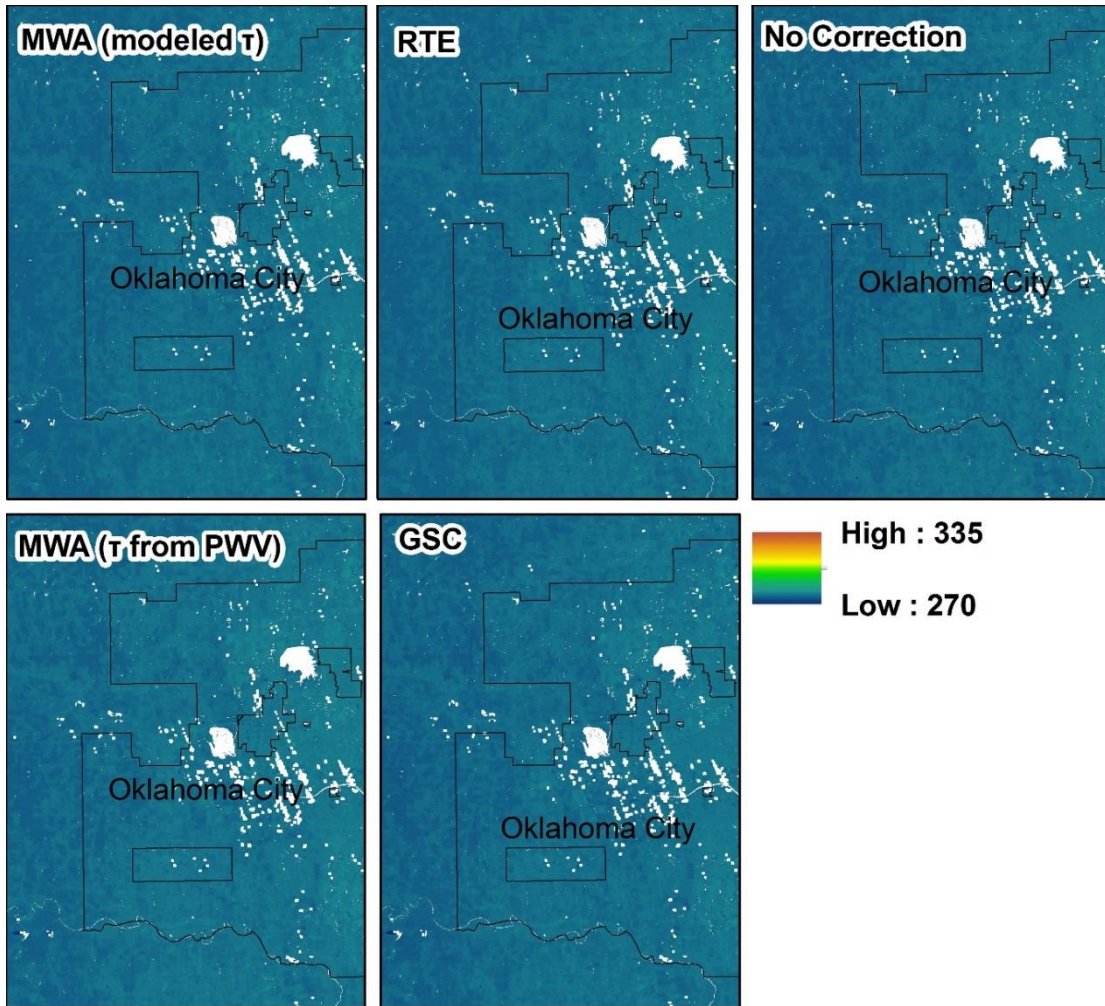 MWA (modeled τ)
RTE
No Correction
Oklahoma City
Oklahoma City
Oklahoma City
MWA (τ from PWV)
GSC
High : 335
Low : 270
Oklahoma City
Oklahoma City